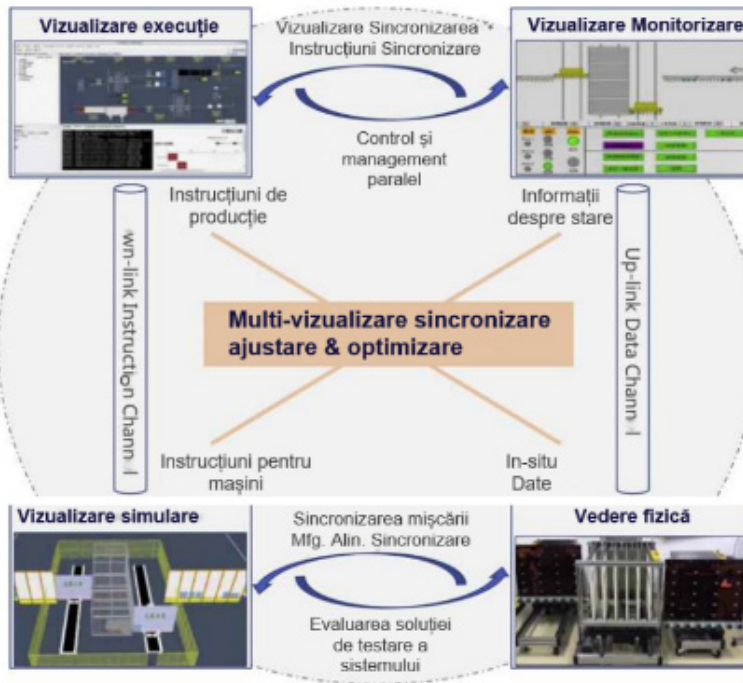 Vizualizare execuție
Vizualizare Sincronizarea
Instrucțiuni Sincronizare
Vizualizare Monitorizare
Control și
management
paralel
Instrucțiuni de
producție
Informații
despre stare
wn-link Instruction Channel
Up-link Data Channel
Multi-vizualizare sincronizare
ajustare & optimizare
Instrucțiuni pentru
mașini
In-situ
Date
Vizualizare simulare
Sincronizarea mișcării
Mfg. Alin. Sincronizare
Vedere fizică
Evaluarea soluției
de testare a
sistemului